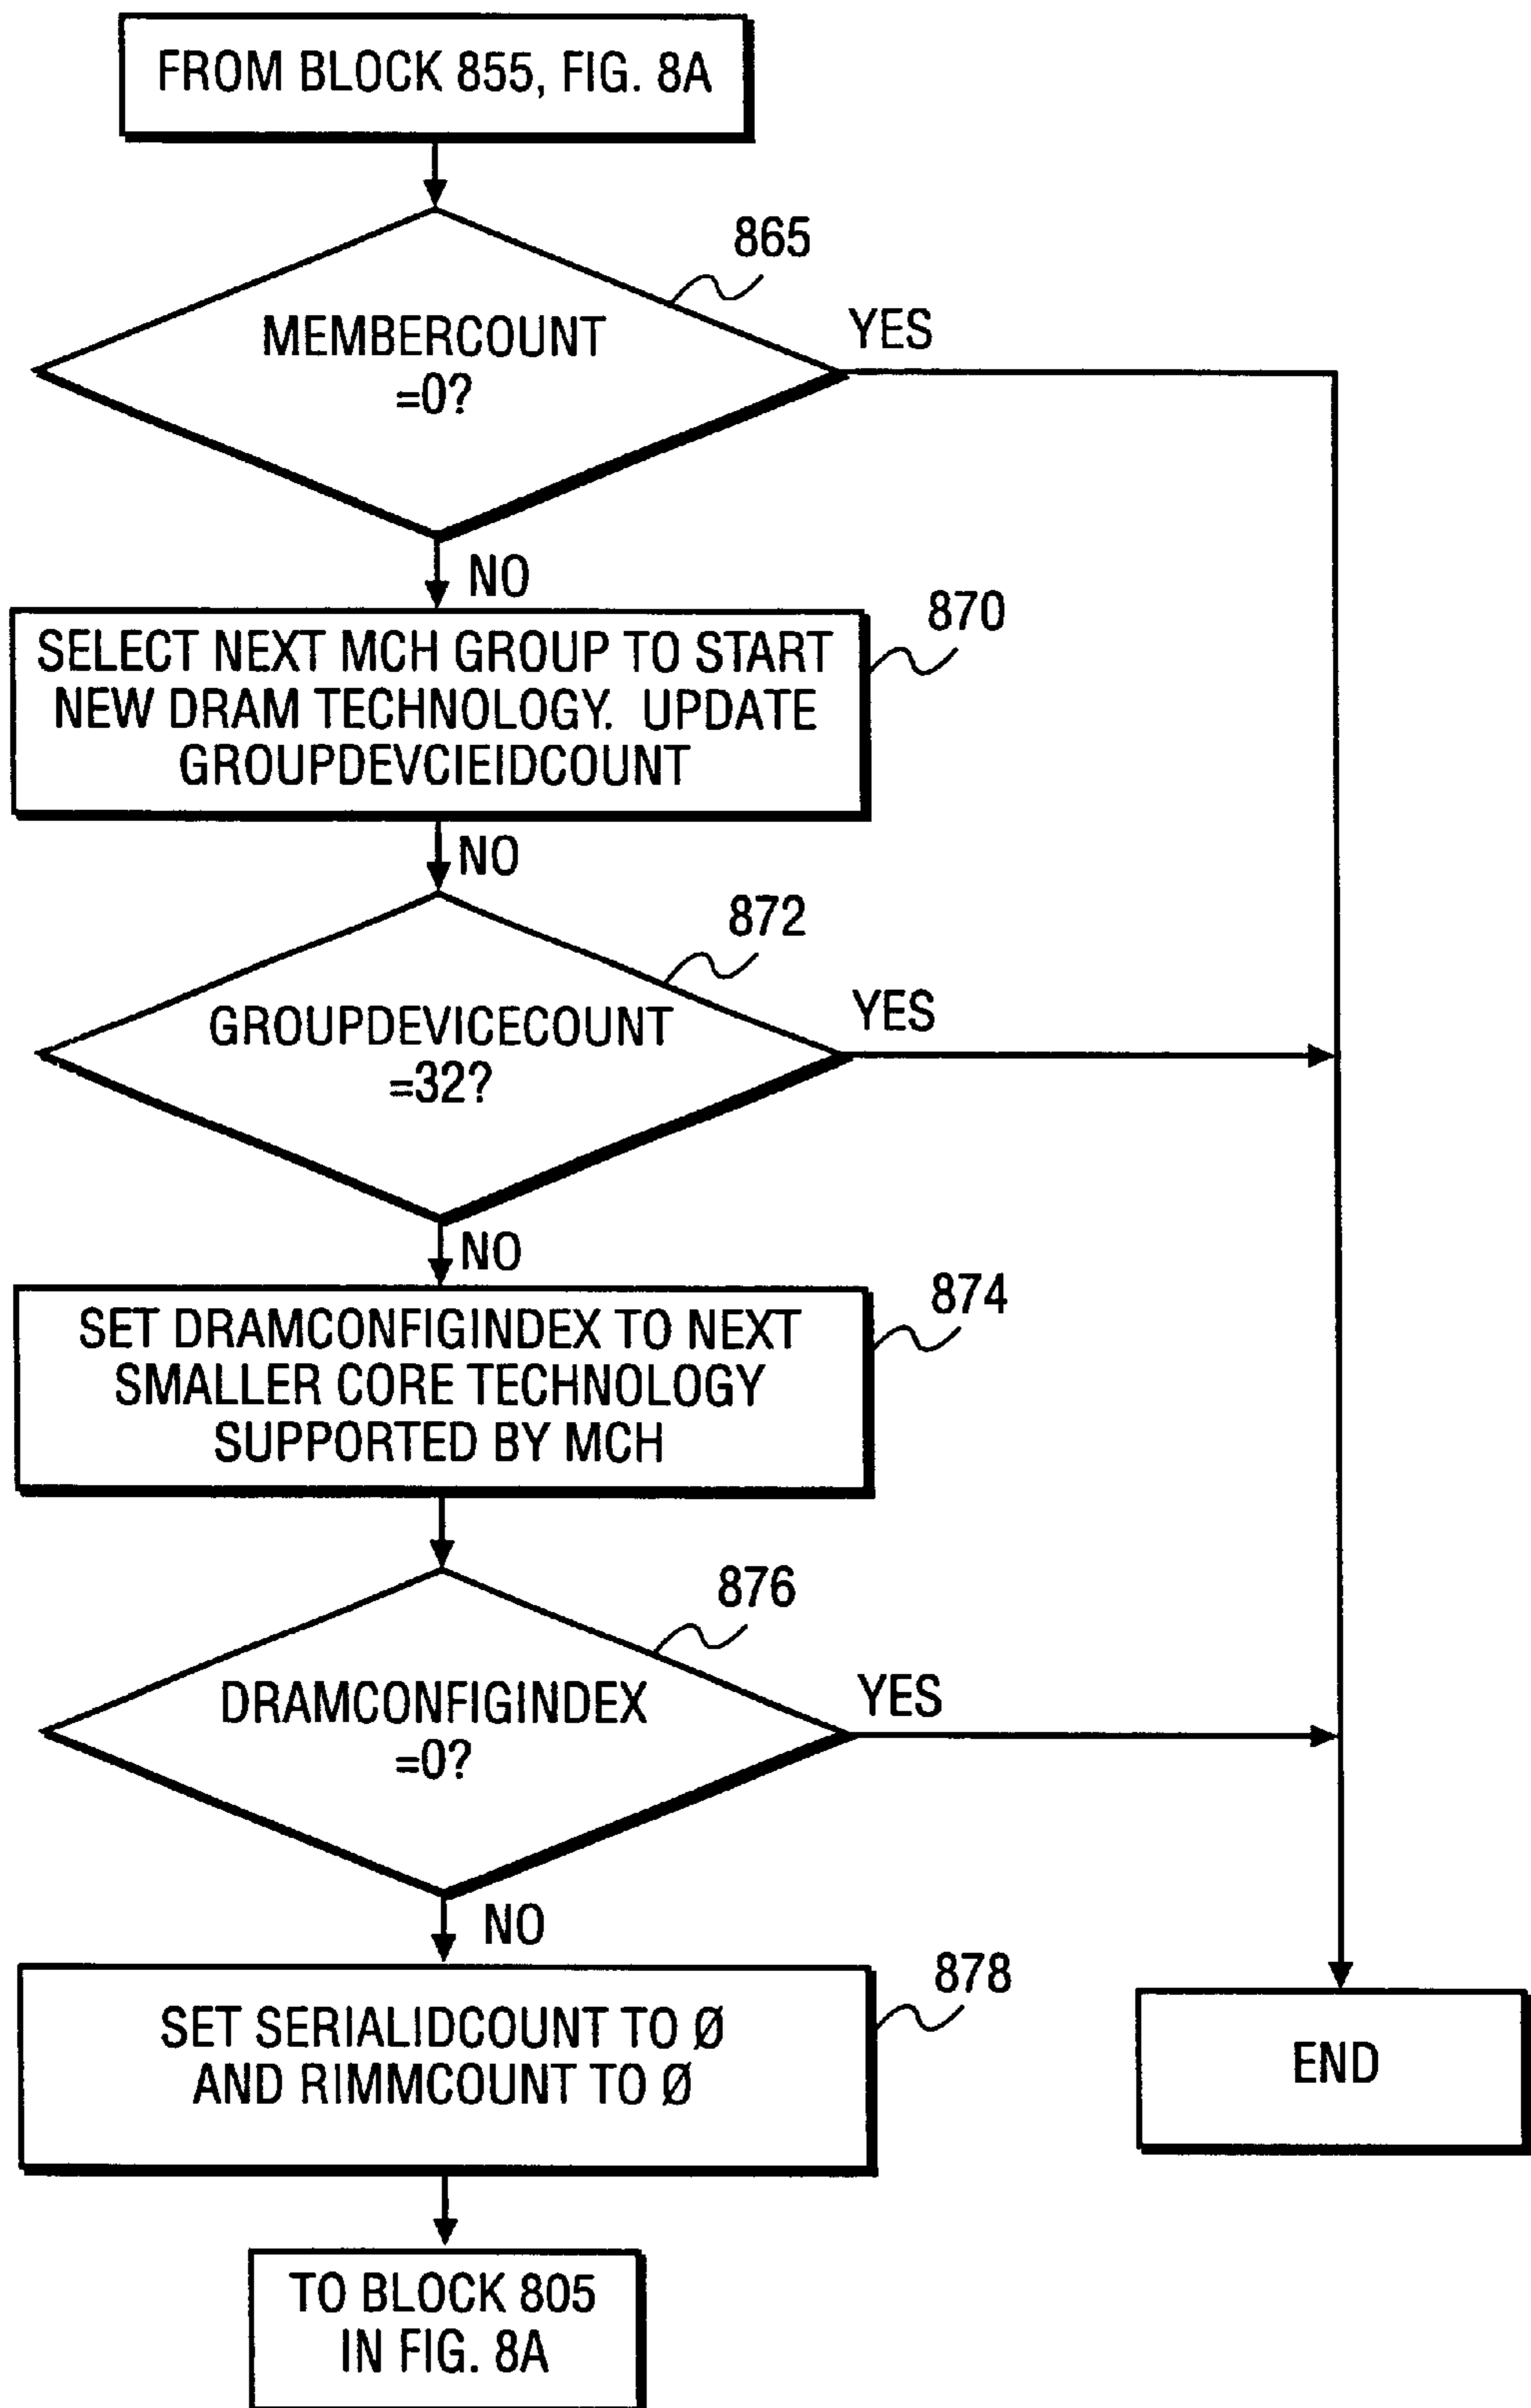 FROM BLOCK 855, FIG. 8A
865
MEMBERCOUNT
=0?
YES
NO
870
SELECT NEXT MCH GROUP TO START
NEW DRAM TECHNOLOGY. UPDATE
GROUPDEVCIEIDCOUNT
NO
872
GROUPDEVICECOUNT
=32?
YES
NO
874
SET DRAMCONFIGINDEX TO NEXT
SMALLER CORE TECHNOLOGY
SUPPORTED BY MCH
876
DRAMCONFIGINDEX
=0?
YES
NO
878
SET SERIALIDCOUNT TO Ø
AND RIMMCOUNT TO Ø
END
TO BLOCK 805
IN FIG. 8A